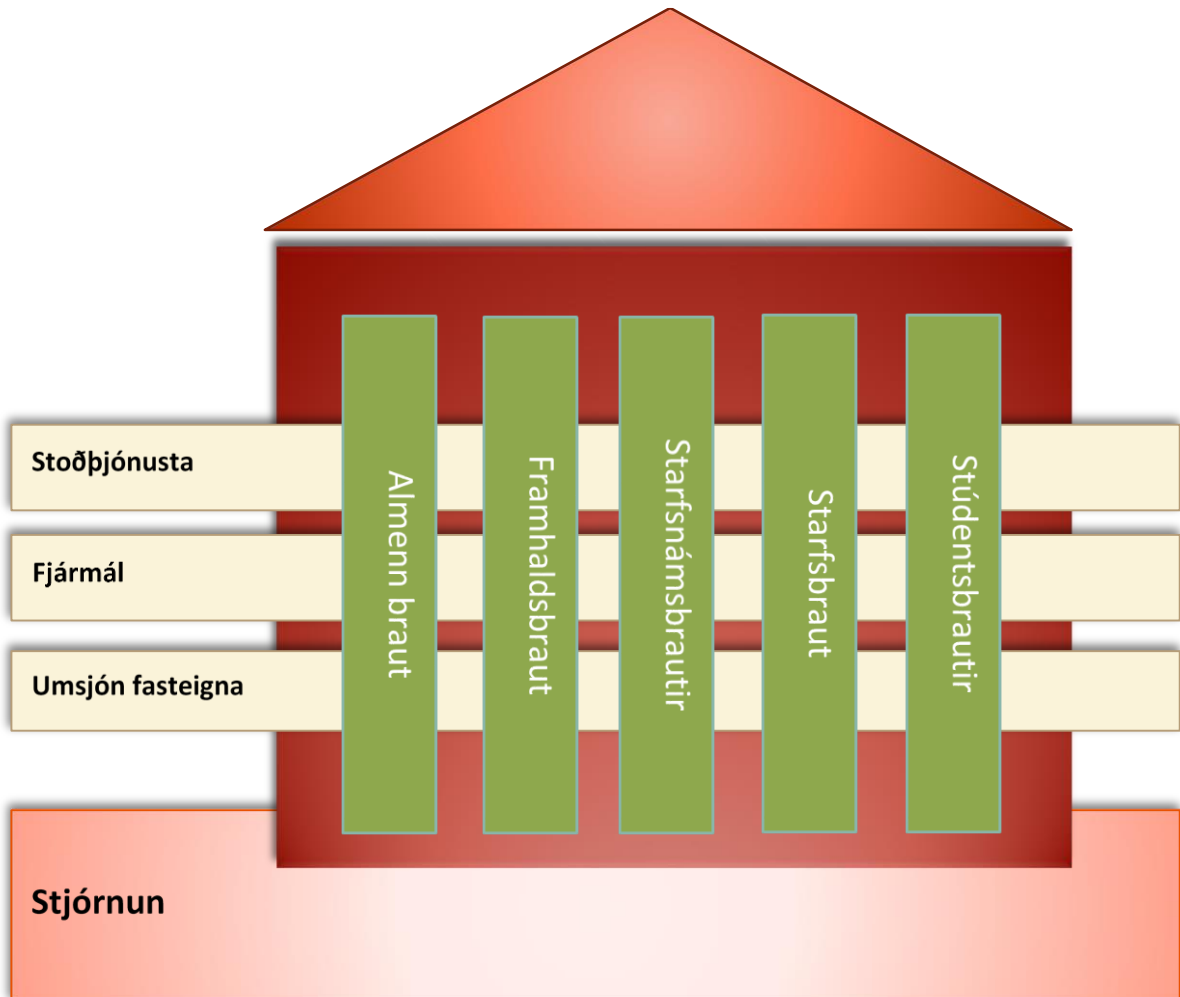 Stoðþjónusta
Fjármál
Umsjón fasteigna
Almenn braut
Framhaldsbraut
Starfsnámsbrautir
Starfsbraut
Stúdentsbrautir
Stjórnun